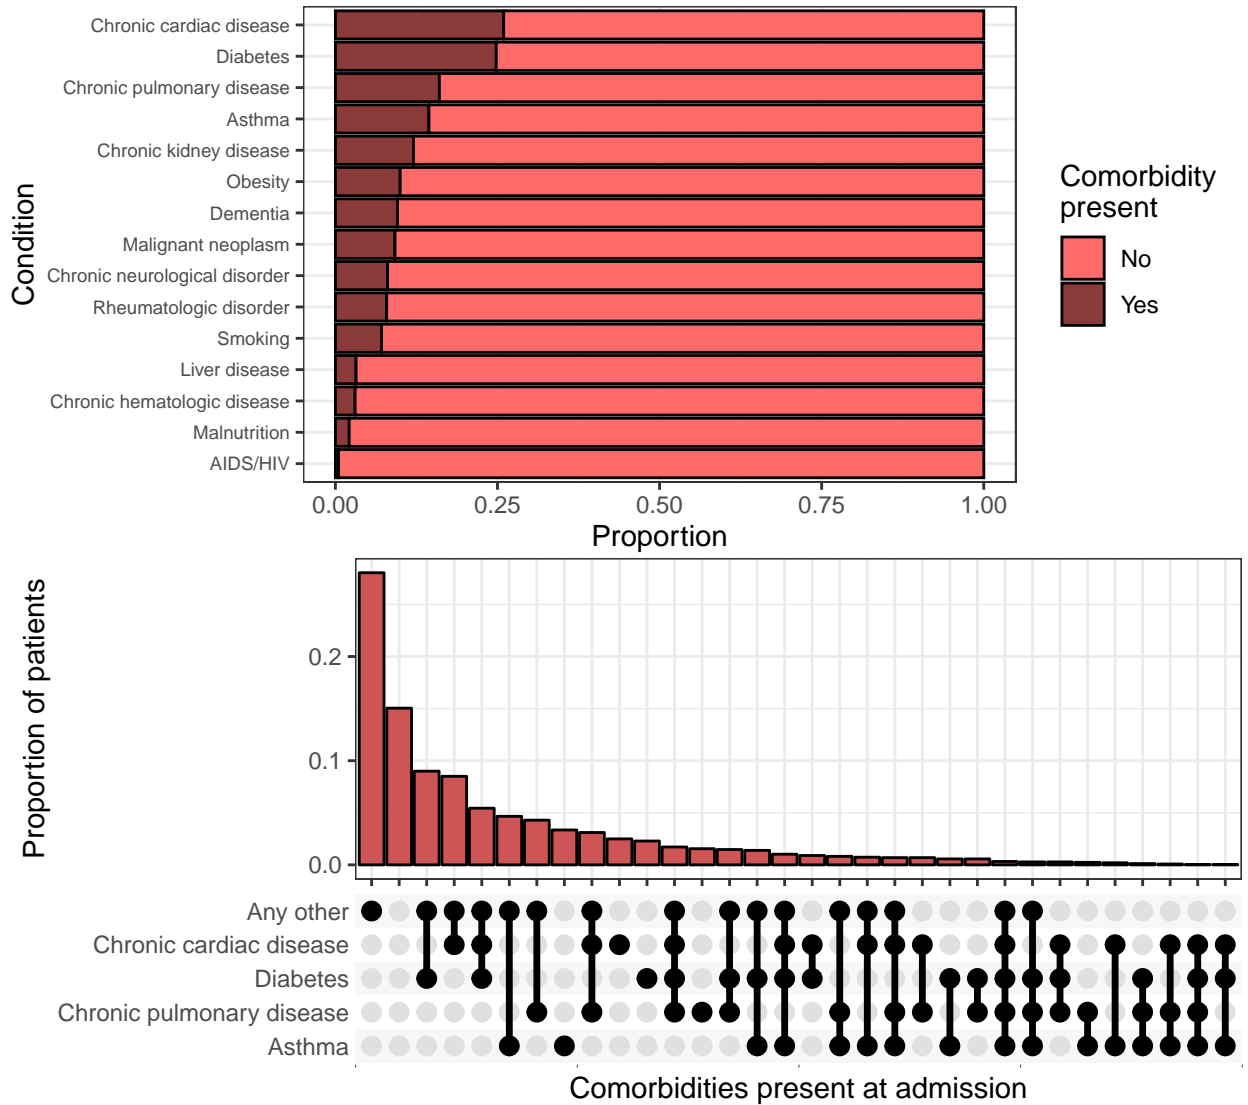 Condition
Chronic cardiac disease
Diabetes
Chronic pulmonary disease
Asthma
Chronic kidney disease
Obesity
Dementia
Malignant neoplasm
Chronic neurological disorder
Rheumatologic disorder
Smoking
Liver disease
Chronic hematologic disease
Malnutrition
AIDS/HIV
0.00 0.25 0.50 0.75 1.00
Proportion
Comorbidity
present
No
Yes
Proportion of patients
0.2
0.1
0.0
Any other
Chronic cardiac disease
Diabetes
Chronic pulmonary disease
Asthma
Comorbidities present at admission